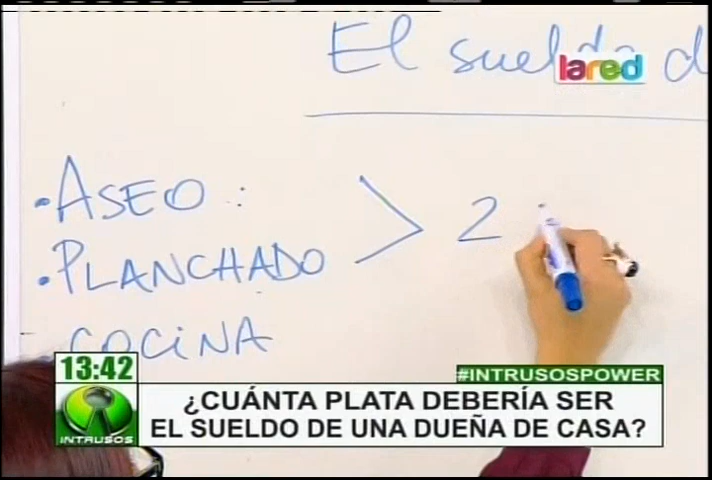 El sueldo d
lared
• ASEO :
• PLANCHADO > 2
• COCINA
13:42
#INTRUSOSPOWER
INTRUSOS
¿CUÁNTA PLATA DEBERÍA SER
EL SUELDO DE UNA DUEÑA DE CASA?